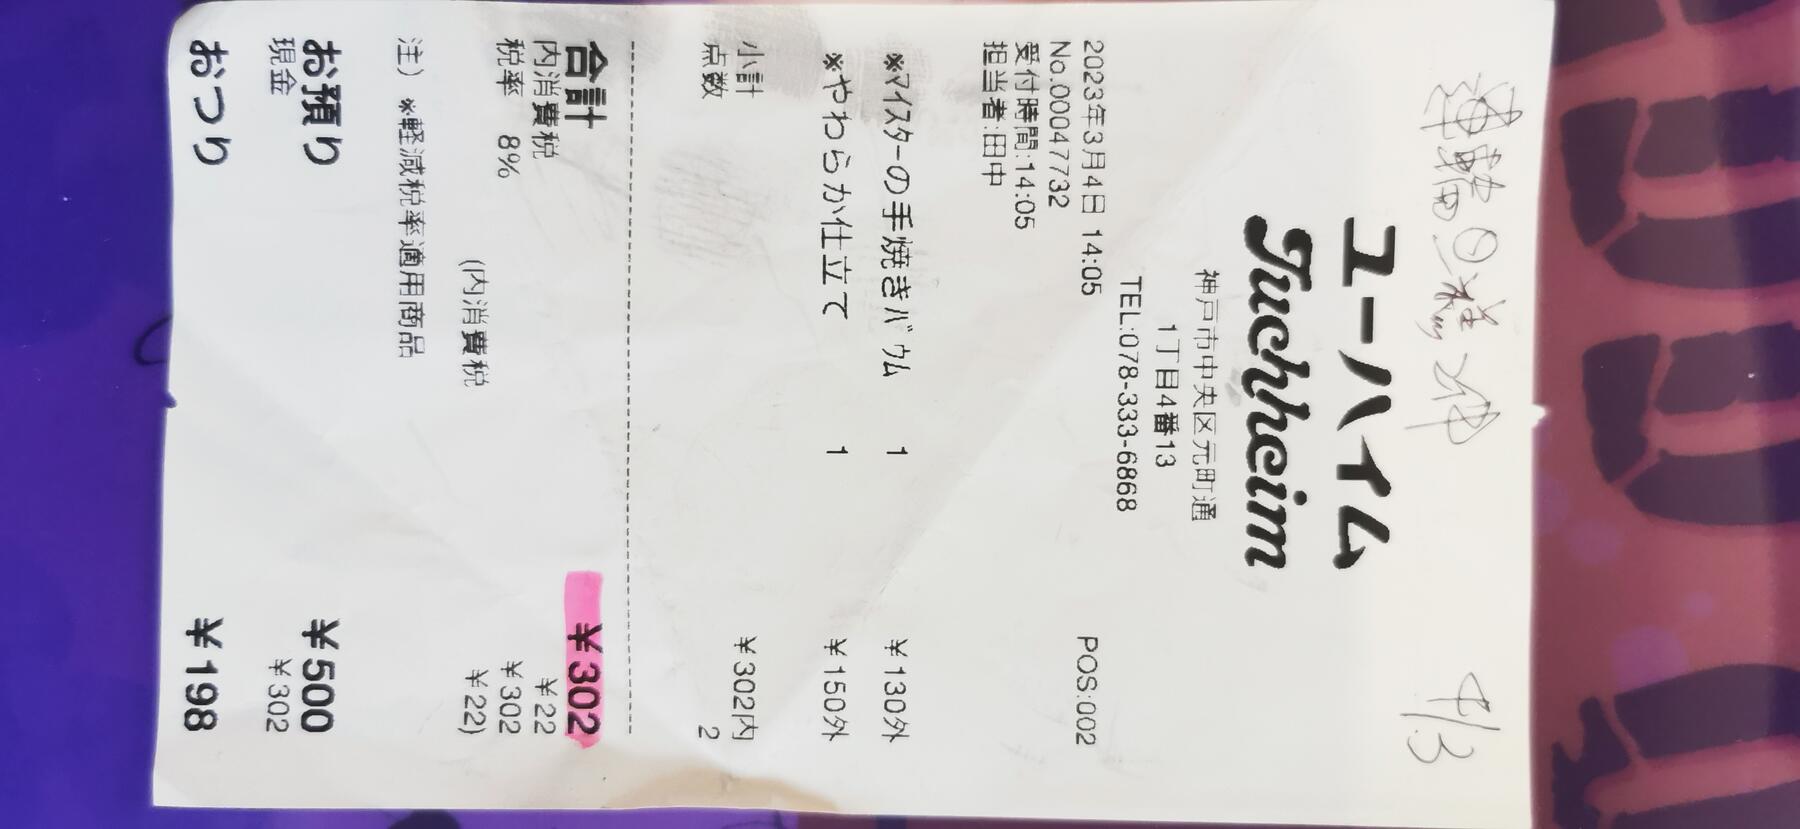 4/3
ユーハイム
Juchheim
神戸市中央区元町通
1丁目4番13
TEL:078-333-6868
2023年3月4日 14:05 POS:002
No.00047732
受付時間:14:05
担当者:田中
※マイスターの手焼きバウム 1 ¥130外
※やわらか仕立て 1 ¥150外
小計 ¥302内
点数 2
合計 ¥302
内消費税 ¥22
税率 8% ¥302
(内消費税 ¥22)
注)※軽減税率適用商品
お預り ¥500
現金 ¥302
おつり ¥198